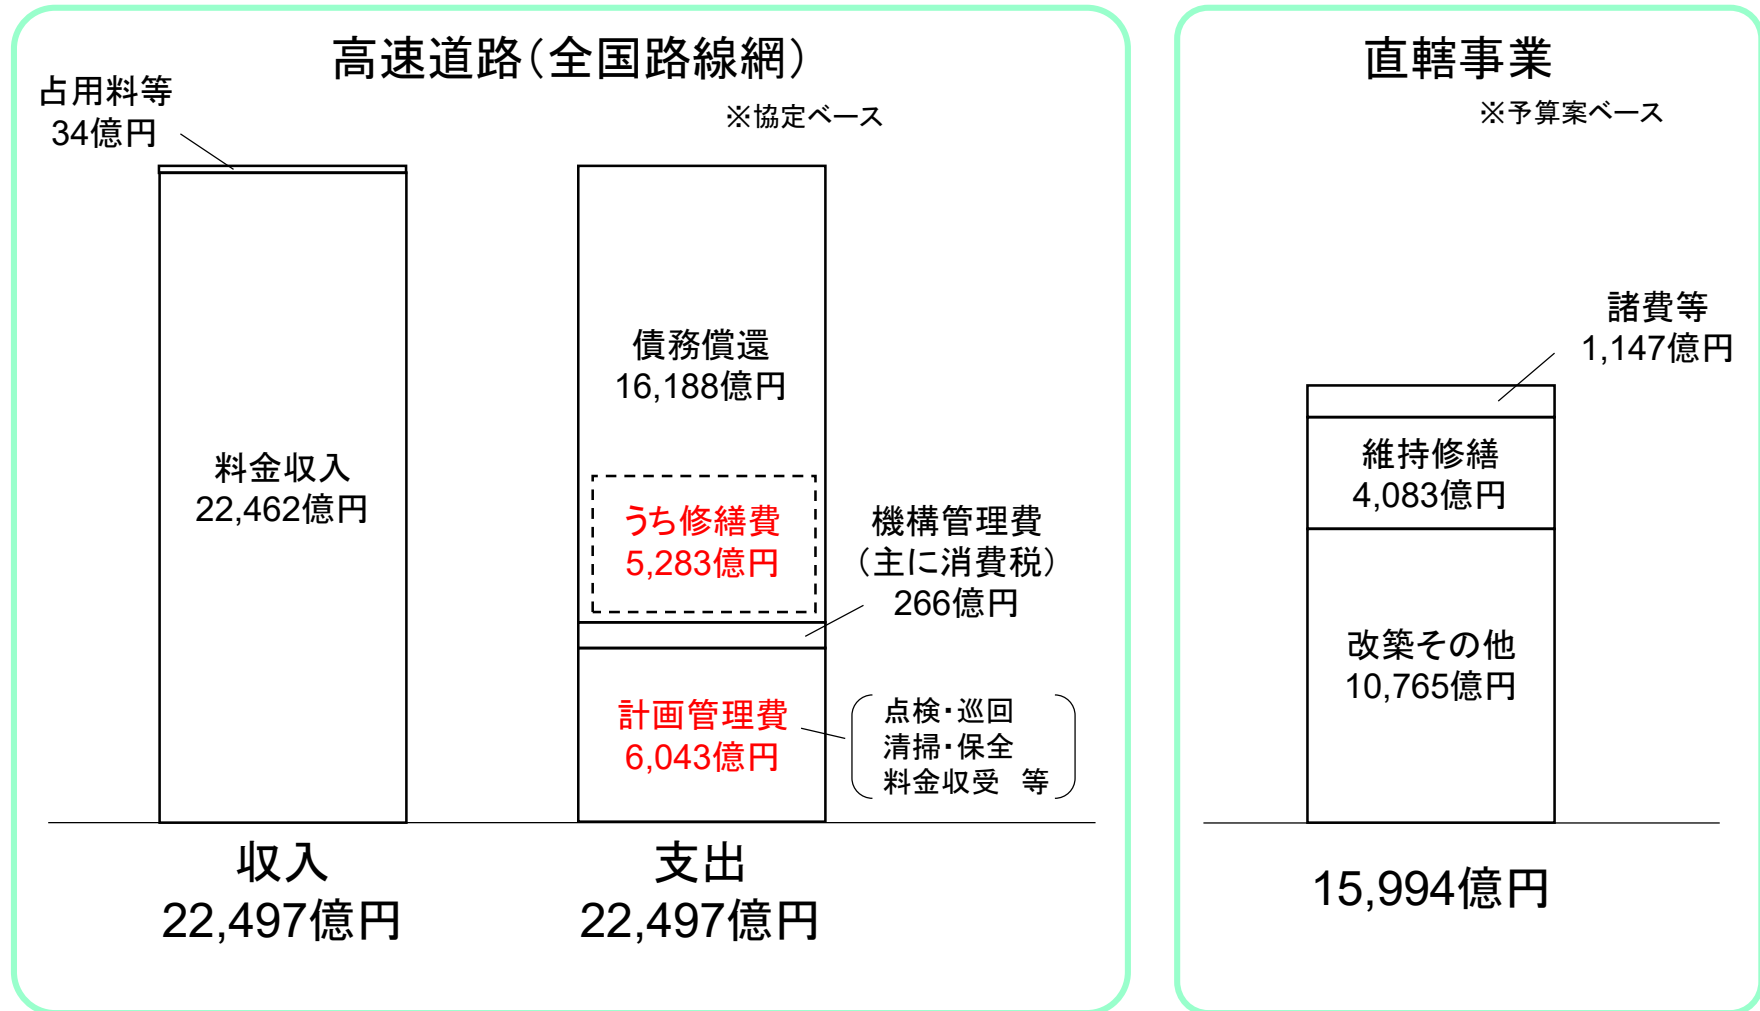 高速道路(全国路線網)
※協定ベース
占用料等
34億円
料金収入
22,462億円
債務償還
16,188億円
うち修繕費
5,283億円
機構管理費
(主に消費税)
266億円
計画管理費
6,043億円
点検・巡回
清掃・保全
料金収受　等
収入
22,497億円
支出
22,497億円
直轄事業
※予算案ベース
諸費等
1,147億円
維持修繕
4,083億円
改築その他
10,765億円
15,994億円